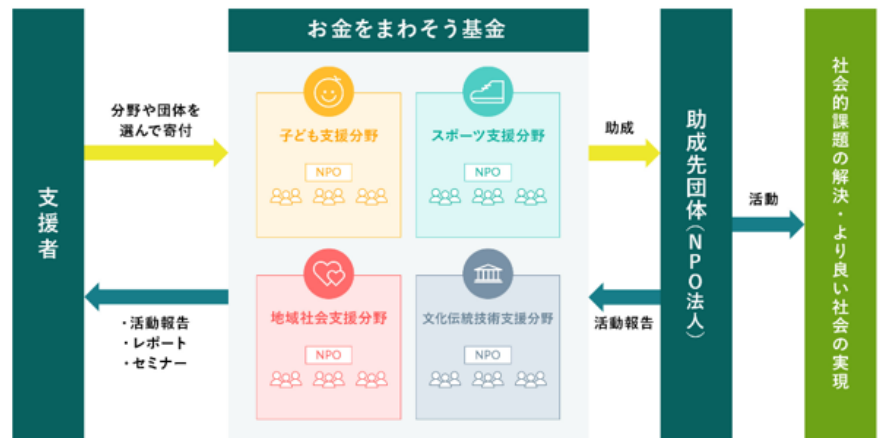 支援者
分野や団体を
選んで寄付
・活動報告
・レポート
・セミナー
お金をまわそう基金
子ども支援分野
NPO
スポーツ支援分野
NPO
地域社会支援分野
NPO
文化伝統技術支援分野
NPO
助成
活動報告
助成先団体(NPO法人)
活動
社会的課題の解決・より良い社会の実現